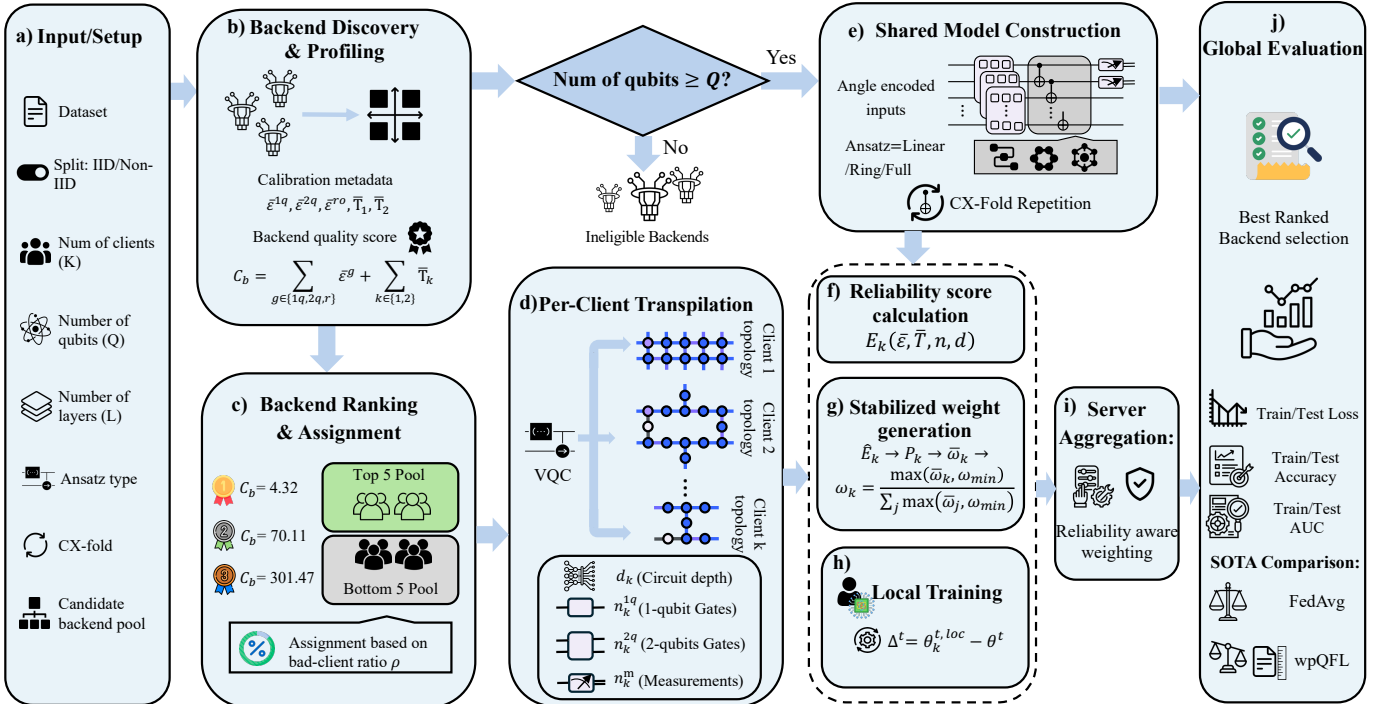 a) Input/Setup
Dataset
Split: IID/Non-
IID
Num of clients
(K)
Number of
qubits (Q)
Number of
layers (L)
Ansatz type
CX-fold
Candidate
backend pool
b) Backend Discovery
& Profiling
Calibration metadata
ε̄^{1q}, ε̄^{2q}, ε̄^{ro}, T̄_1, T̄_2
Backend quality score
C_b = ∑_{g∈{1q,2q,r}} ε̄^g + ∑_{k∈{1,2}} T̄_k
c) Backend Ranking
& Assignment
1
C_b = 4.32
2
C_b = 70.11
3
C_b = 301.47
Top 5 Pool
Bottom 5 Pool
Assignment based on
bad-client ratio ρ
Num of qubits ≥ Q?
Yes
No
Ineligible Backends
d) Per-Client Transpilation
VQC
Client 1
topology
Client 2
topology
Client k
topology
d_k (Circuit depth)
n_k^{1q} (1-qubit Gates)
n_k^{2q} (2-qubits Gates)
n_k^m (Measurements)
e) Shared Model Construction
Angle encoded
inputs
Ansatz=Linear
/Ring/Full
CX-Fold Repetition
f) Reliability score
calculation
E_k(ε̄, T̄, n, d)
g) Stabilized weight
generation
Ê_k → P_k → ω̄_k →
ω_k = max(ω̄_k, ω_{min}) / ∑_j max(ω̄_j, ω_{min})
h)
Local Training
Δ^t = θ_k^{t,loc} − θ^t
i) Server
Aggregation:
Reliability aware
weighting
j)
Global Evaluation
Best Ranked
Backend selection
Train/Test Loss
Train/Test
Accuracy
Train/Test
AUC
SOTA Comparison:
FedAvg
wpQFL